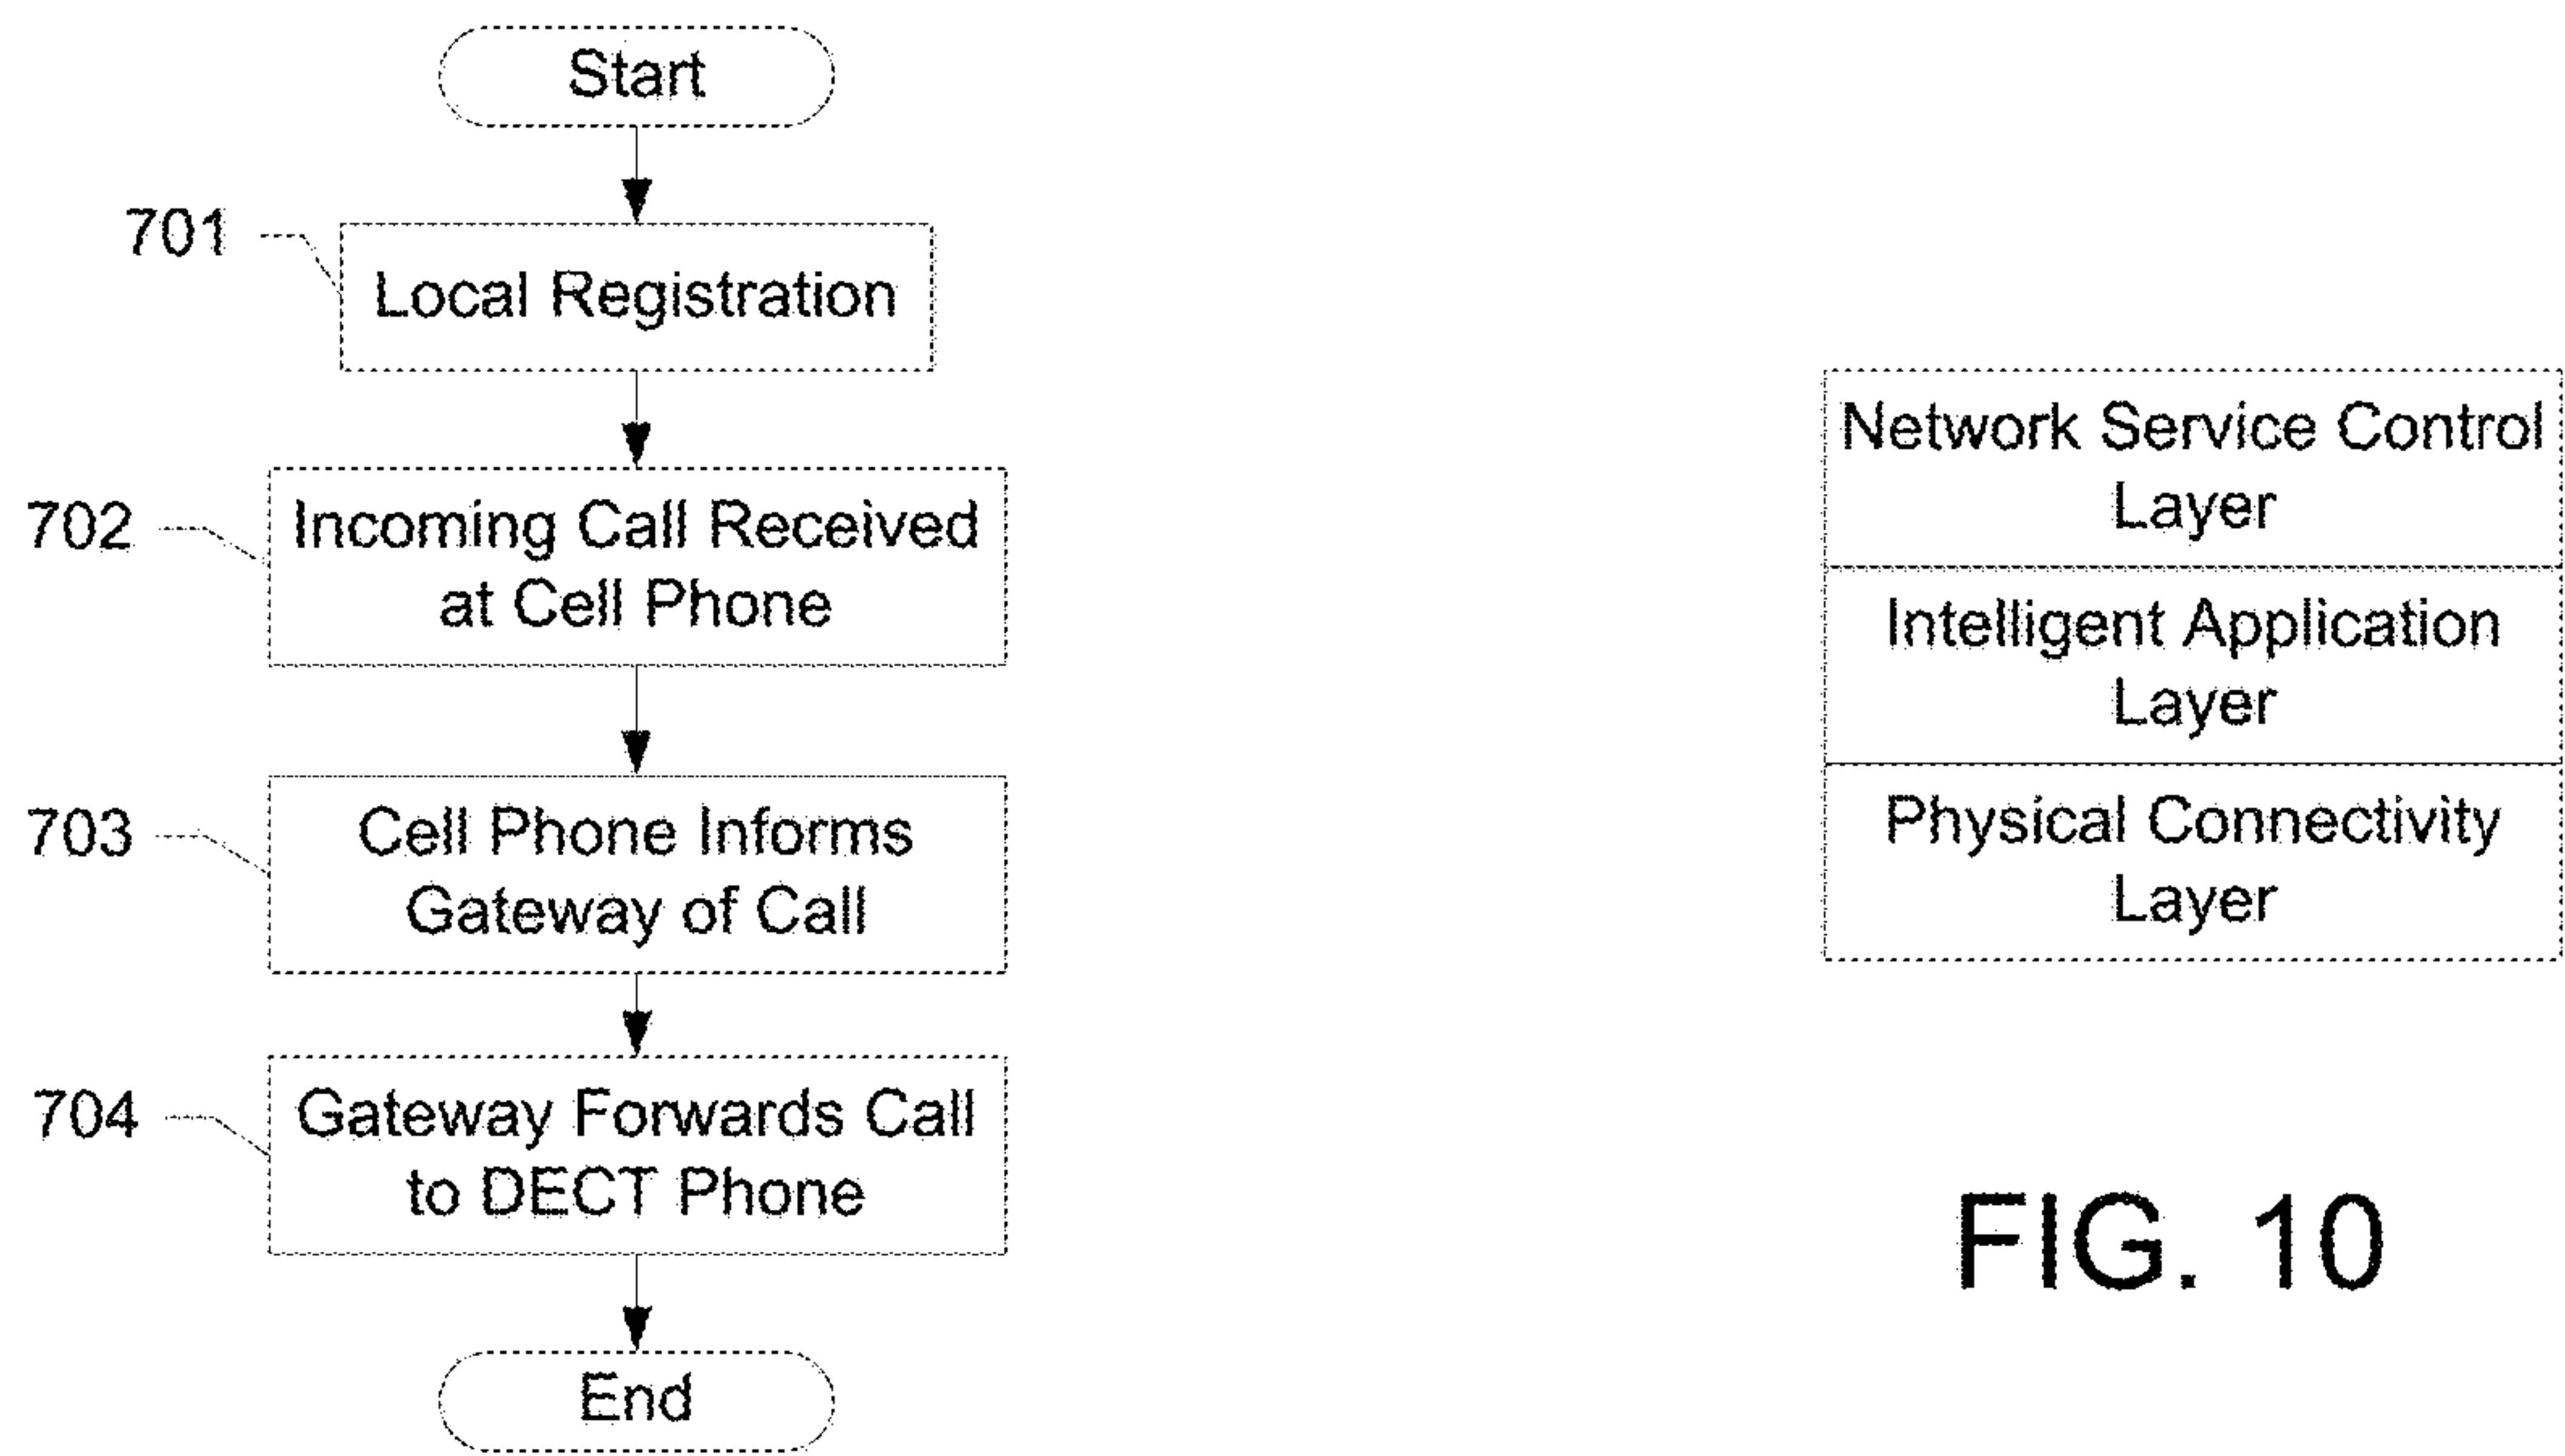 Start
701
Local Registration
702
Incoming Call Received
at Cell Phone
703
Cell Phone Informs
Gateway of Call
704
Gateway Forwards Call
to DECT Phone
End
Network Service Control
Layer
Intelligent Application
Layer
Physical Connectivity
Layer
FIG. 10